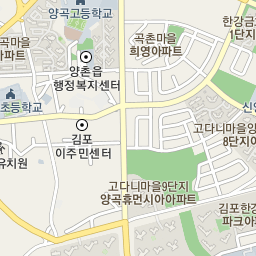 양곡고등학교
한강금
1단지
곡마을
아파트
곡촌마을
희영아파트
양촌읍
행정복지센터
초등학교
신안
김포
이주민센터
고다니마을
8단지아
유치원
고다니마을9단지
양곡휴먼시아아파트
김포한강
파크아